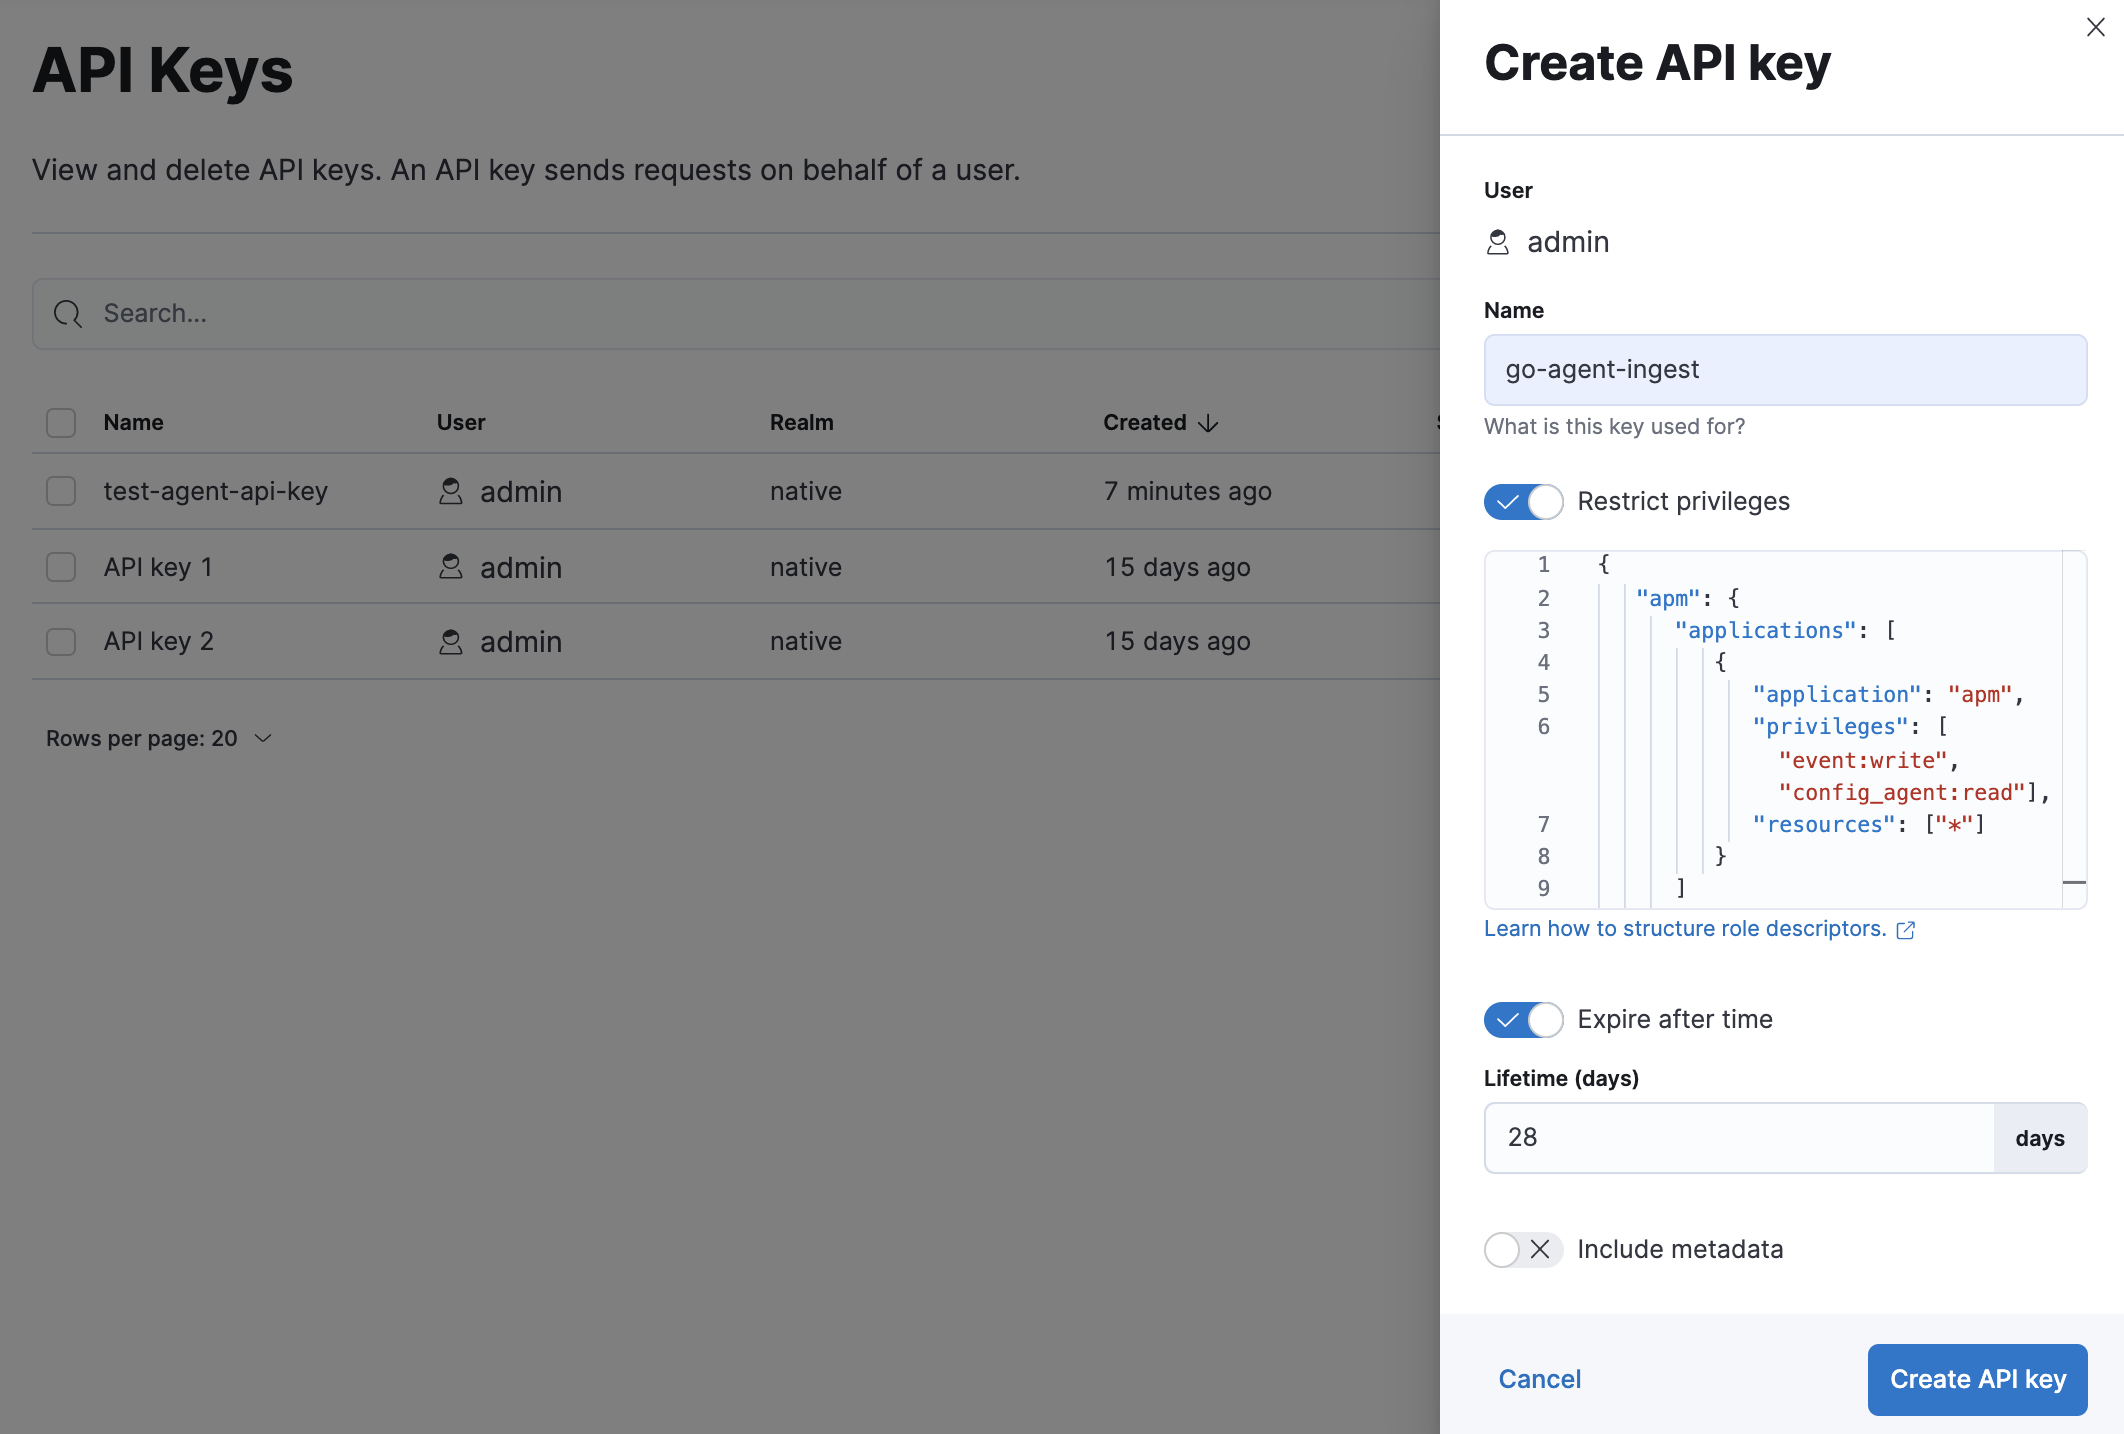 API Keys
View and delete API keys. An API key sends requests on behalf of a user.
Search...
Name User Realm Created
test-agent-api-key admin native 7 minutes ago
API key 1 admin native 15 days ago
API key 2 admin native 15 days ago
Rows per page: 20
Create API key
User
admin
Name
go-agent-ingest
What is this key used for?
Restrict privileges
1 {
2 "apm": {
3 "applications": [
4 {
5 "application": "apm",
6 "privileges": [
"event:write",
"config_agent:read"],
7 "resources": ["*"]
8 }
9 ]
Learn how to structure role descriptors.
Expire after time
Lifetime (days)
28 days
Include metadata
Cancel Create API key